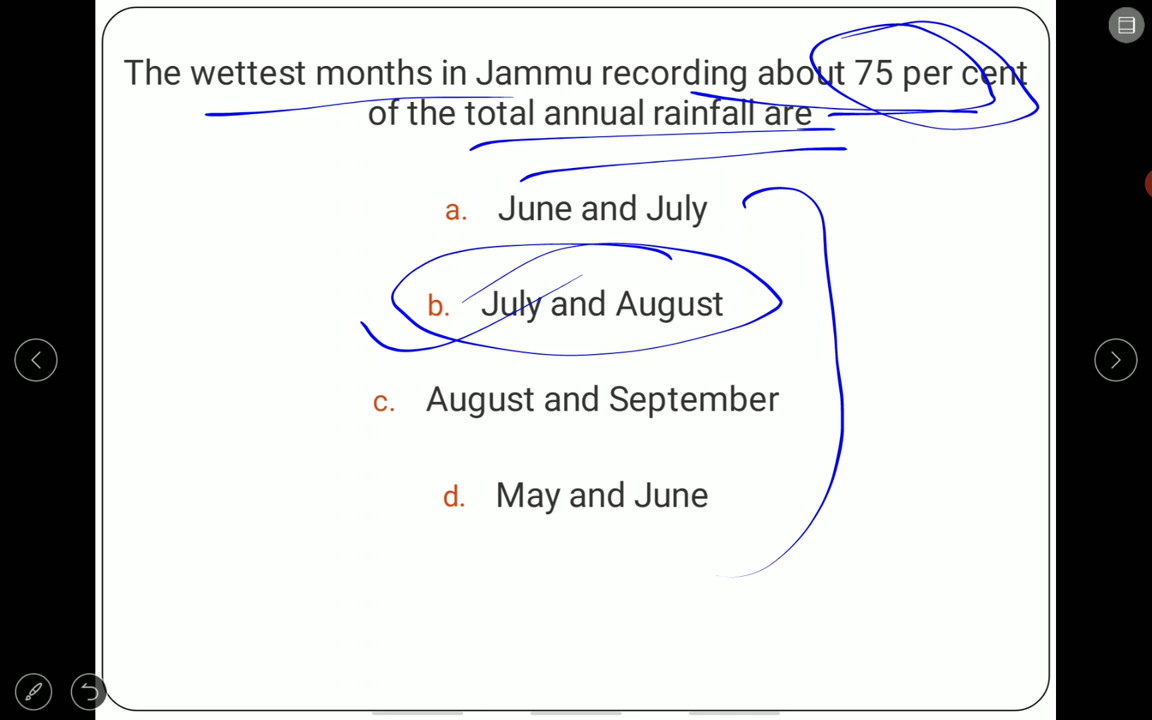 The wettest months in Jammu recording about 75 per cent
of the total annual rainfall are
a. June and July
b. July and August
c. August and September
d. May and June